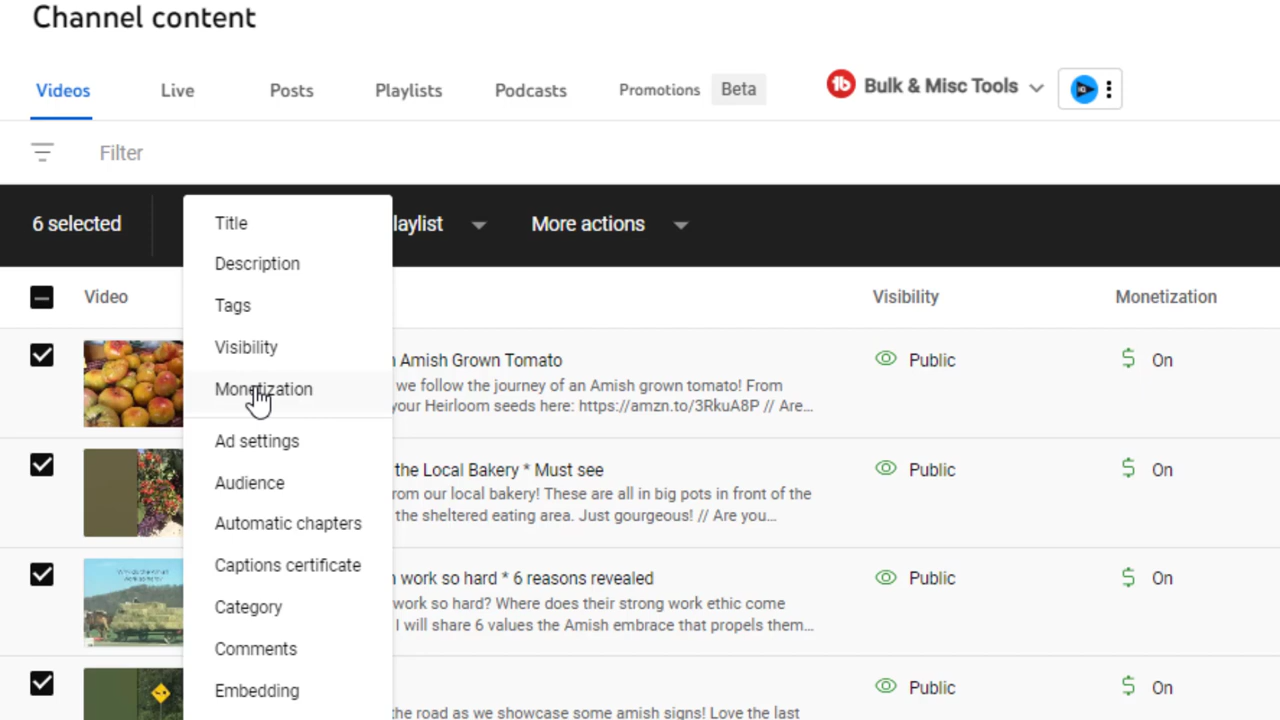 Channel content
Videos
Live
Posts
Playlists
Podcasts
Promotions
Beta
Bulk & Misc Tools
Filter
6 selected
laylist
More actions
Title
Description
Tags
Visibility
Monetization
Ad settings
Audience
Automatic chapters
Captions certificate
Category
Comments
Embedding
Video
Visibility
Monetization
n Amish Grown Tomato
we follow the journey of an Amish grown tomato! From
your Heirloom seeds here: https://amzn.to/3RkuA8P // Are...
Public
On
the Local Bakery * Must see
rom our local bakery! These are all in big pots in front of the
the sheltered eating area. Just gourgeous! // Are you...
Public
On
n work so hard * 6 reasons revealed
work so hard? Where does their strong work ethic come
I will share 6 values the Amish embrace that propels them...
Public
On
the road as we showcase some amish signs! Love the last
Public
On